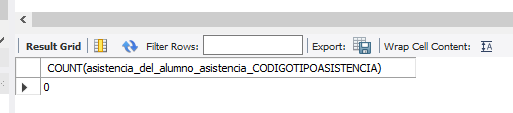 Result Grid Filter Rows: Export: Wrap Cell Content:
COUNT(asistencia_del_alumno_asistencia_CODIGOTIPOASISTENCIA)
0